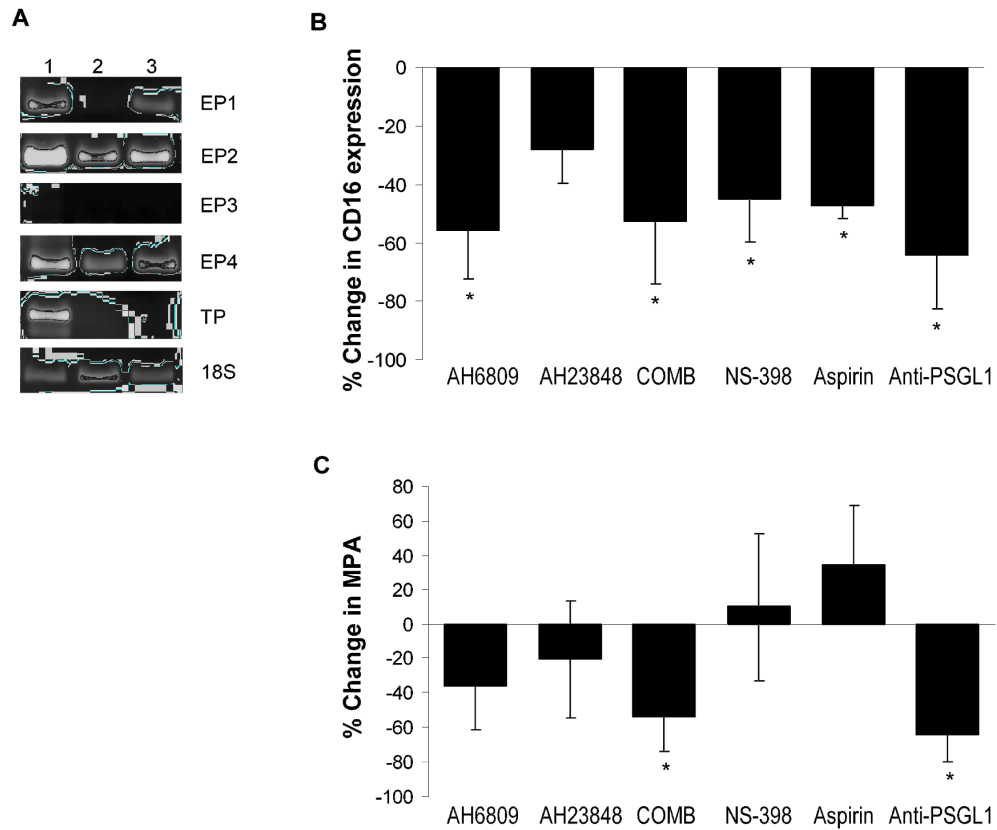 A
1 2 3
EP1
EP2
EP3
EP4
TP
18S
B
% Change in CD16 expression
0
-20
-40
-60
-80
-100
* * * * *
AH6809 AH23848 COMB NS-398 Aspirin Anti-PSGL1
C
% Change in MPA
80
60
40
20
0
-20
-40
-60
-80
-100
* *
AH6809 AH23848 COMB NS-398 Aspirin Anti-PSGL1